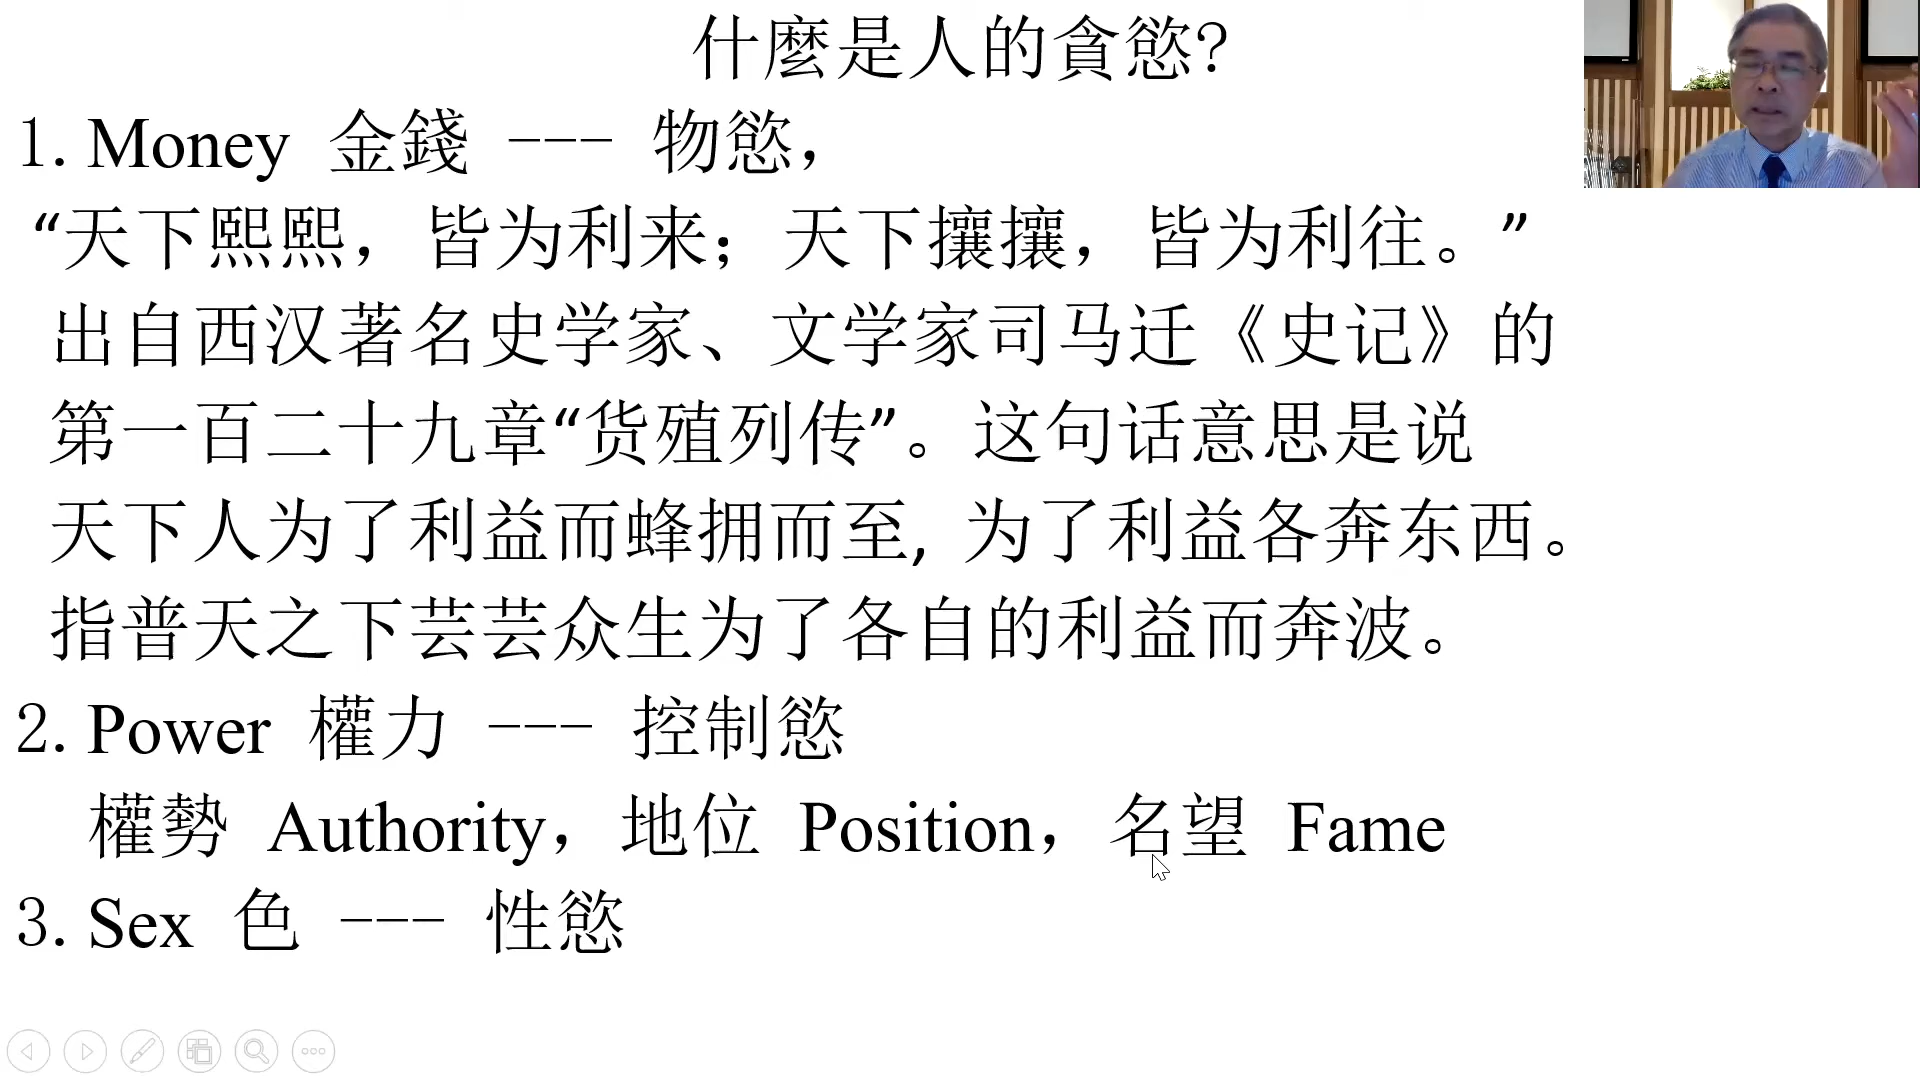 什麼是人的貪慾?
1. Money 金錢 --- 物慾，
“天下熙熙，皆为利来；天下攘攘，皆为利往。”
出自西汉著名史学家、文学家司马迁《史记》的
第一百二十九章“货殖列传”。这句话意思是说
天下人为了利益而蜂拥而至, 为了利益各奔东西。
指普天之下芸芸众生为了各自的利益而奔波。
2. Power 權力 --- 控制慾
權勢 Authority，地位 Position，名望 Fame
3. Sex 色 --- 性慾